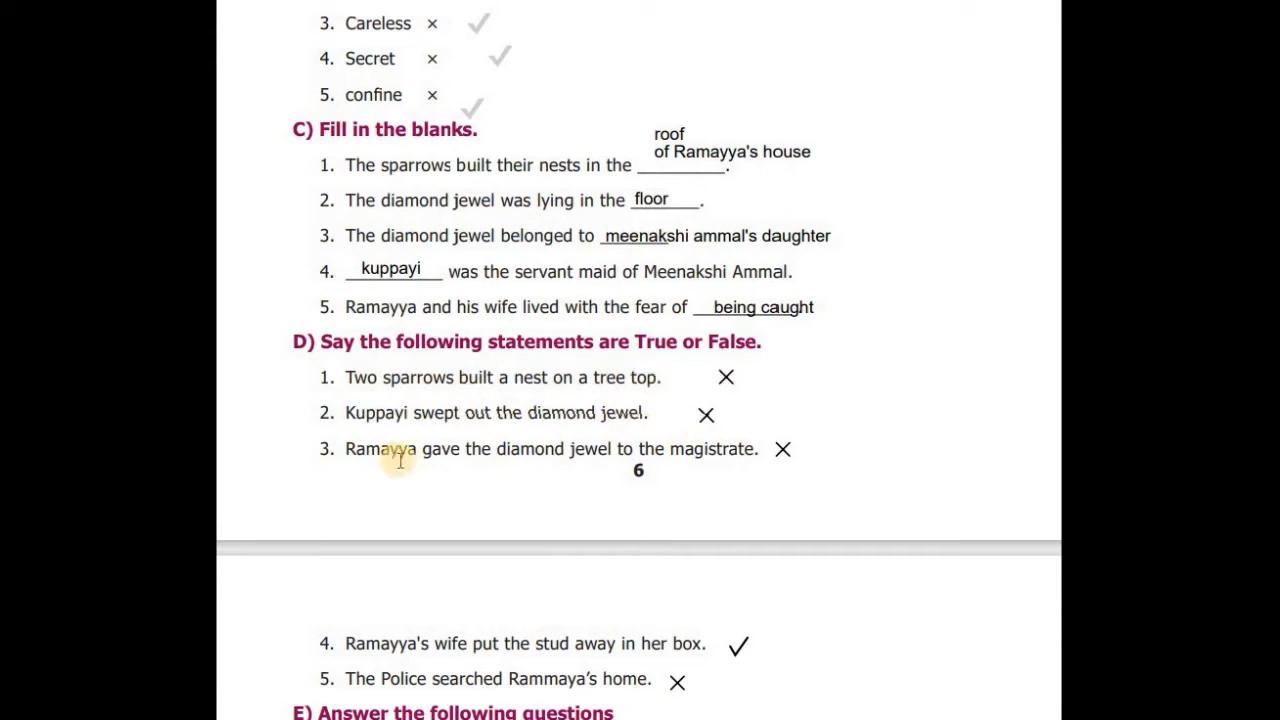 3. Careless ×
4. Secret ×
5. confine ×
C) Fill in the blanks.
roof
of Ramayya's house
1. The sparrows built their nests in the __________.
2. The diamond jewel was lying in the floor.
3. The diamond jewel belonged to meenakshi ammal's daughter
4. kuppayi was the servant maid of Meenakshi Ammal.
5. Ramayya and his wife lived with the fear of being caught
D) Say the following statements are True or False.
1. Two sparrows built a nest on a tree top. ×
2. Kuppayi swept out the diamond jewel. ×
3. Ramayya gave the diamond jewel to the magistrate. ×
6
4. Ramayya's wife put the stud away in her box. ✓
5. The Police searched Rammaya's home. ×
E) Answer the following questions